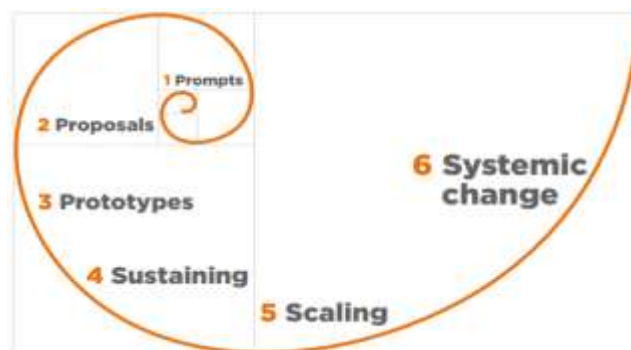 1 Prompts
2 Proposals
3 Prototypes
4 Sustaining
5 Scaling
6 Systemic
change